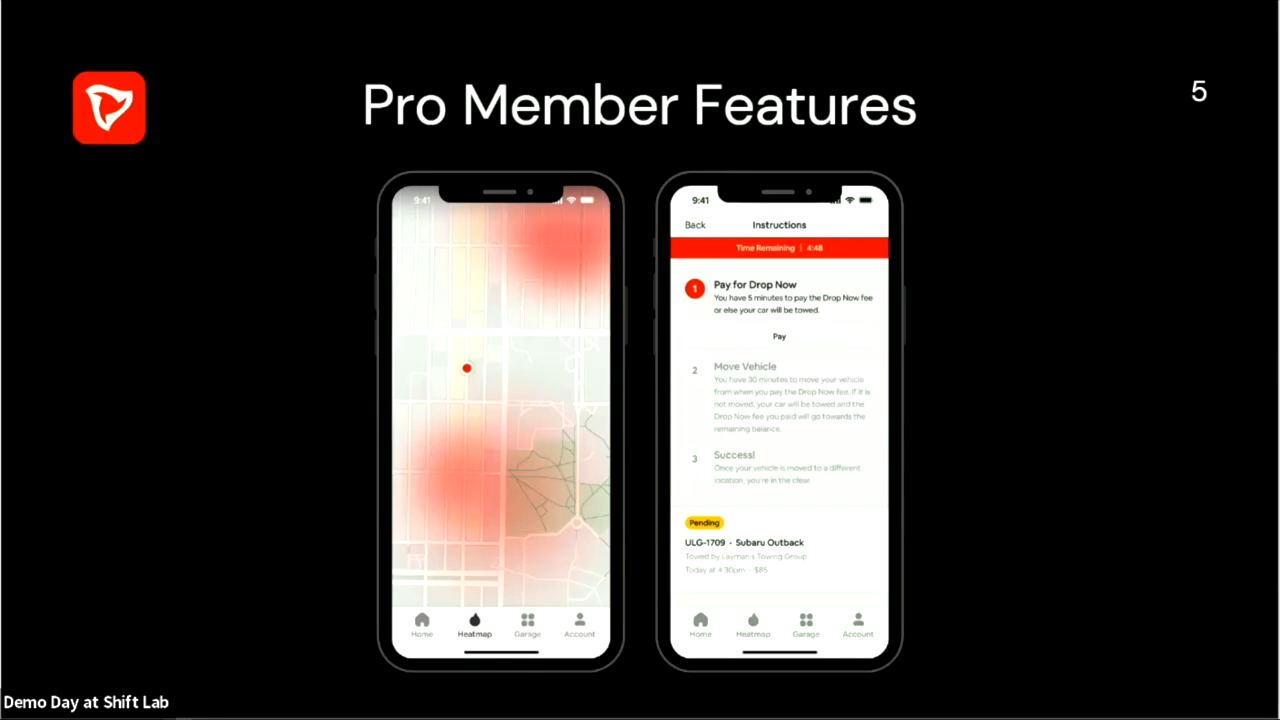 Pro Member Features
5
9:41
Home
Heatmap
Garage
Account
9:41
Back
Instructions
Time Remaining | 4:48
1
Pay for Drop Now
You have 5 minutes to pay the Drop Now fee
or else your car will be towed.
Pay
2
Move Vehicle
You have 30 minutes to move your vehicle
from when you pay the Drop Now fee. If it is
not moved, your car will be towed and the
Drop Now fee you paid will go towards the
remaining balance.
3
Success!
Once your vehicle is moved to a different
location, you're in the clear.
Pending
ULG-1709 · Subaru Outback
Towed by Layman's Towing Group
Today at 4:30pm · $85
Home
Heatmap
Garage
Account
Demo Day at Shift Lab